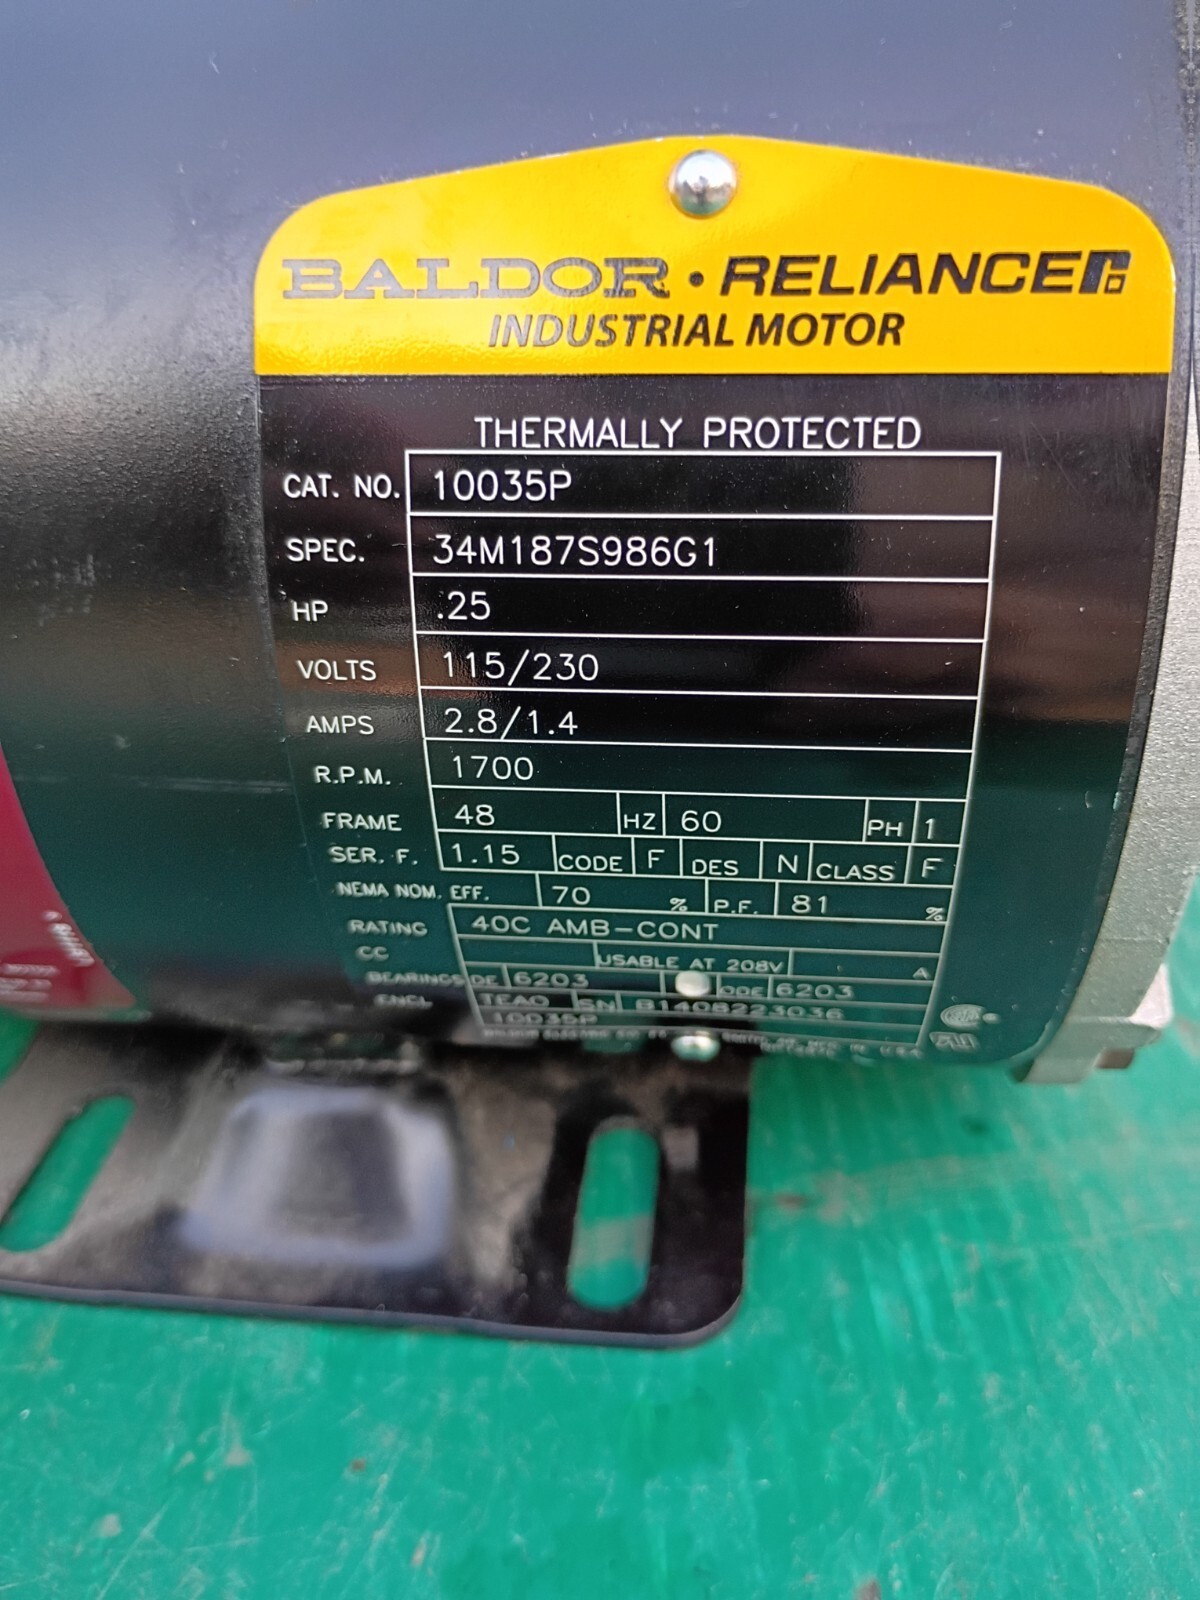 BALDOR • RELIANCE
INDUSTRIAL MOTOR
THERMALLY PROTECTED
CAT. NO. 10035P
SPEC. 34M187S986G1
HP .25
VOLTS 115/230
AMPS 2.8/1.4
R.P.M. 1700
FRAME 48 HZ 60 PH 1
SER. F. 1.15 CODE F DES N CLASS F
NEMA NOM. EFF. 70 % P.F. 81 %
RATING 40C AMB-CONT
CC USABLE AT 208V A
BEARINGS DE 6203 ODE 6203
ENCL TEAO SN B1408223036
10035P